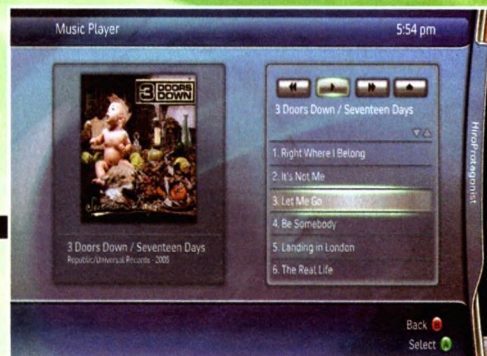 Music Player
5:54 pm
3 DOORS DOWN
3 Doors Down / Seventeen Days
Republic/Universal Records - 2005
3 Doors Down / Seventeen Days
1. Right Where I Belong
2. It's Not Me
3. Let Me Go
4. Be Somebody
5. Landing in London
6. The Real Life
HiroProtagonist
Back B
Select A